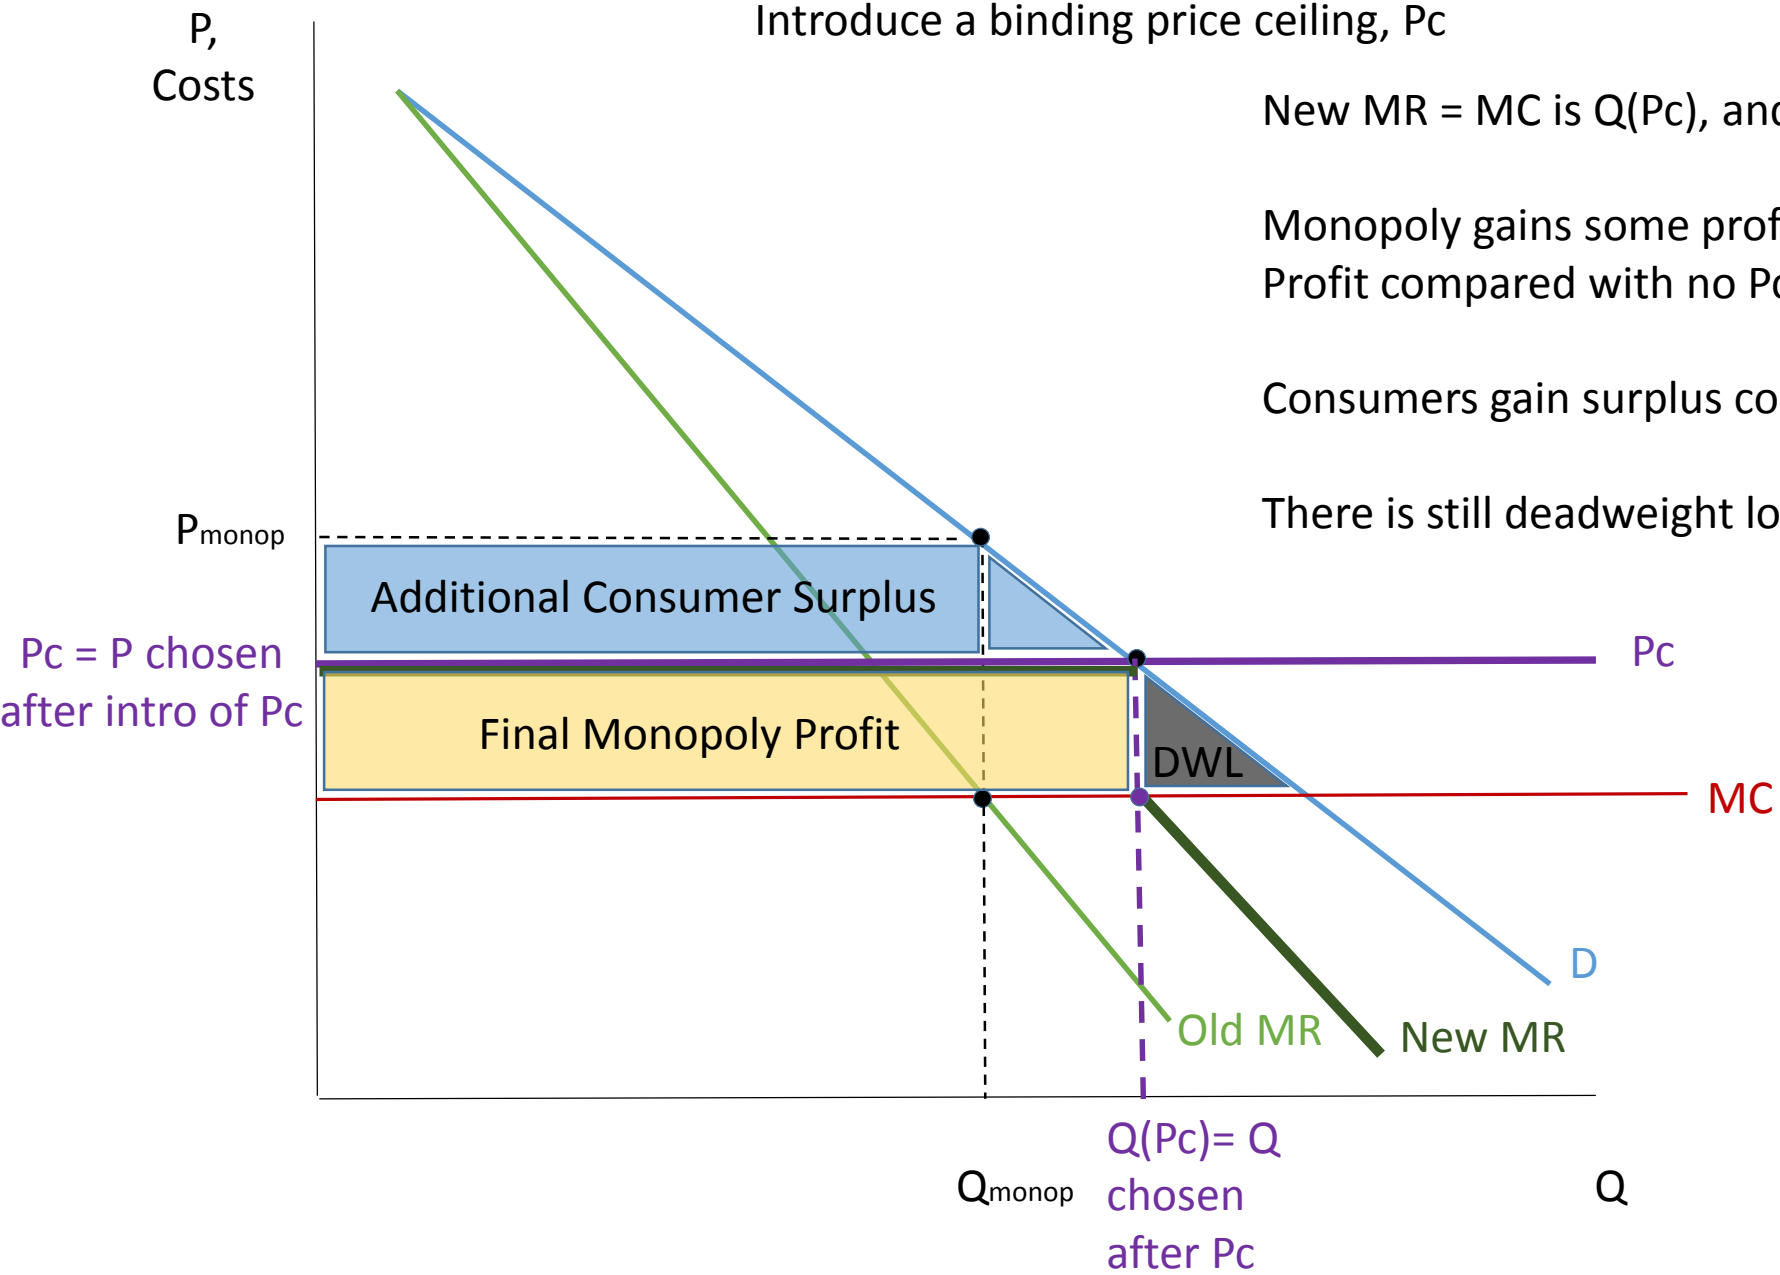 Introduce a binding price ceiling, Pc
P,
Costs
New MR = MC is Q(Pc), and
Monopoly gains some prof
Profit compared with no Pc
Consumers gain surplus co
There is still deadweight lo
Pmonop
Additional Consumer Surplus
Pc = P chosen
after intro of Pc
Pc
Final Monopoly Profit
DWL
MC
D
Old MR
New MR
Q(Pc)= Q
chosen
after Pc
Qmonop
Q